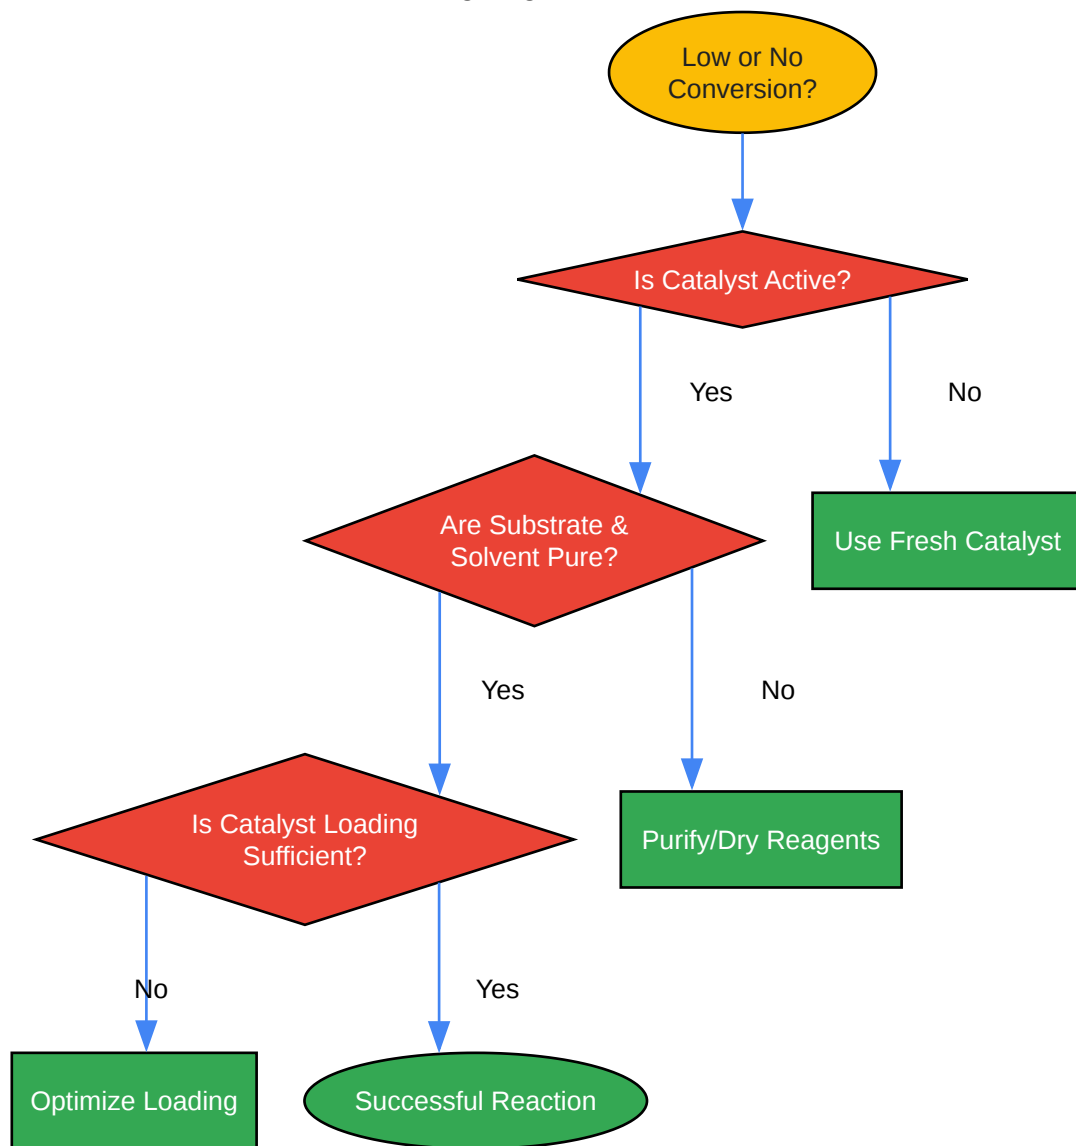 Low or No
Conversion?
Is Catalyst Active?
Yes
No
Are Substrate &
Solvent Pure?
Use Fresh Catalyst
Yes
No
Is Catalyst Loading
Sufficient?
Purify/Dry Reagents
No
Yes
Optimize Loading
Successful Reaction